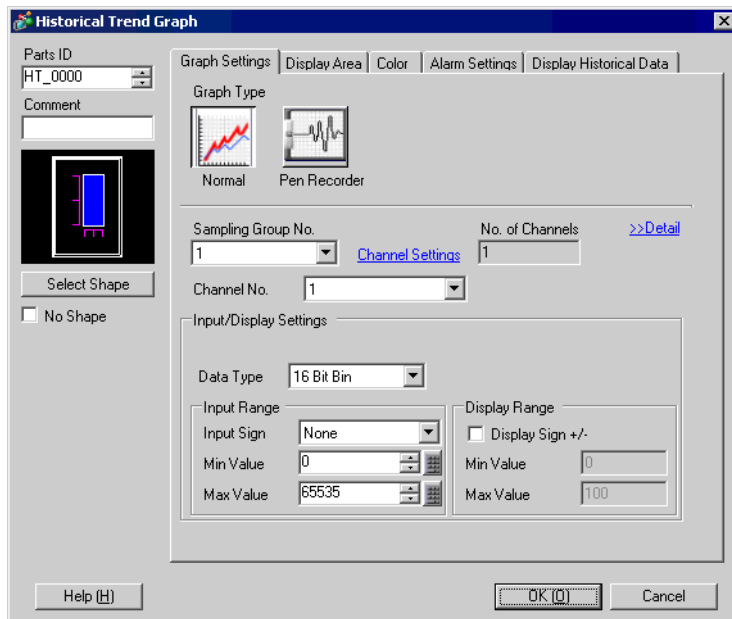 Historical Trend Graph
Parts ID
HT_0000
Comment
Select Shape
No Shape
Graph Settings Display Area Color Alarm Settings Display Historical Data
Graph Type
Normal Pen Recorder
Sampling Group No. No. of Channels >>Detail
1 Channel Settings 1
Channel No. 1
Input/Display Settings
Data Type 16 Bit Bin
Input Range Display Range
Input Sign None Display Sign +/-
Min Value 0 Min Value 0
Max Value 65535 Max Value 100
Help (H) OK (O) Cancel